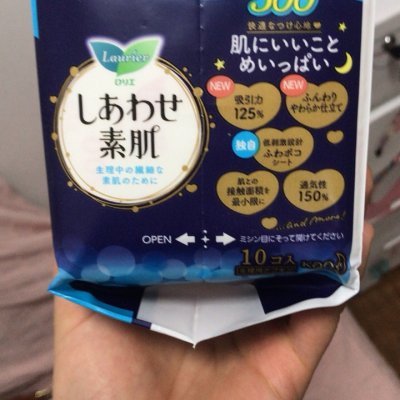 快適なつけ心地
肌にいいこと
めいっぱい
Laurier
ロリエ
しあわせ
素肌
生理中の繊細な
素肌のために
NEW
吸引力
125%
NEW
ふんわり
やわらか仕立て
独自
低刺激設計
ふわポコ
シート
肌との
接触面積を
最小限に
通気性
150%
...and more!
OPEN
ミシン目にそって開けてください
10コ入